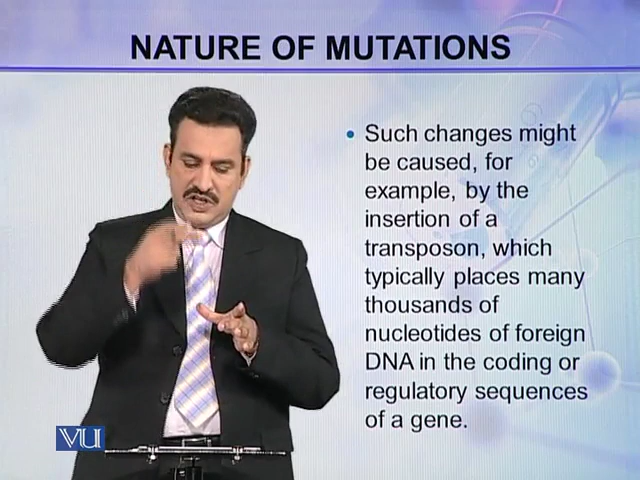 NATURE OF MUTATIONS
• Such changes might
be caused, for
example, by the
insertion of a
transposon, which
typically places many
thousands of
nucleotides of foreign
DNA in the coding or
regulatory sequences
of a gene.
VU